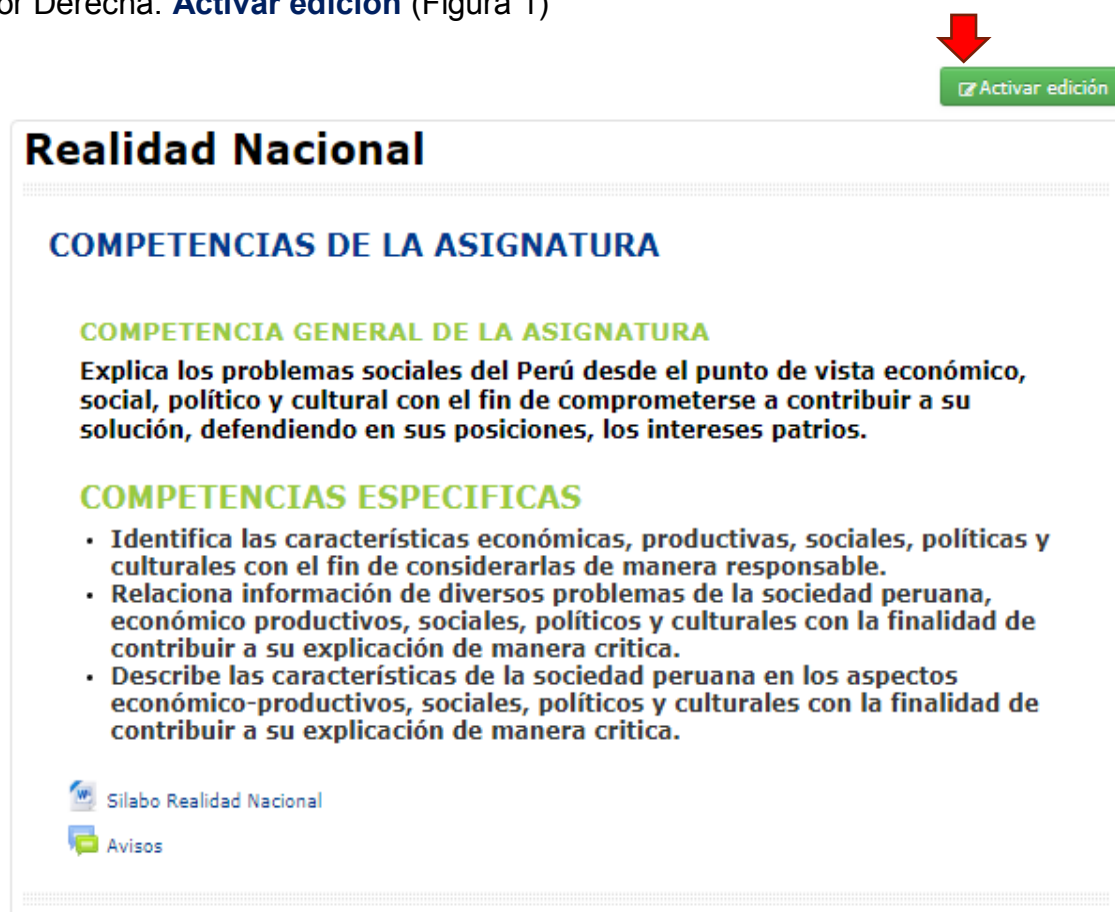 or Derecha. Activar edición (Figura 1)
Activar edición
Realidad Nacional
COMPETENCIAS DE LA ASIGNATURA
COMPETENCIA GENERAL DE LA ASIGNATURA
Explica los problemas sociales del Perú desde el punto de vista económico,
social, político y cultural con el fin de comprometerse a contribuir a su
solución, defendiendo en sus posiciones, los intereses patrios.
COMPETENCIAS ESPECIFICAS
• Identifica las características económicas, productivas, sociales, políticas y
culturales con el fin de considerarlas de manera responsable.
• Relaciona información de diversos problemas de la sociedad peruana,
económico productivos, sociales, políticos y culturales con la finalidad de
contribuir a su explicación de manera critica.
• Describe las características de la sociedad peruana en los aspectos
económico-productivos, sociales, políticos y culturales con la finalidad de
contribuir a su explicación de manera critica.
Silabo Realidad Nacional
Avisos